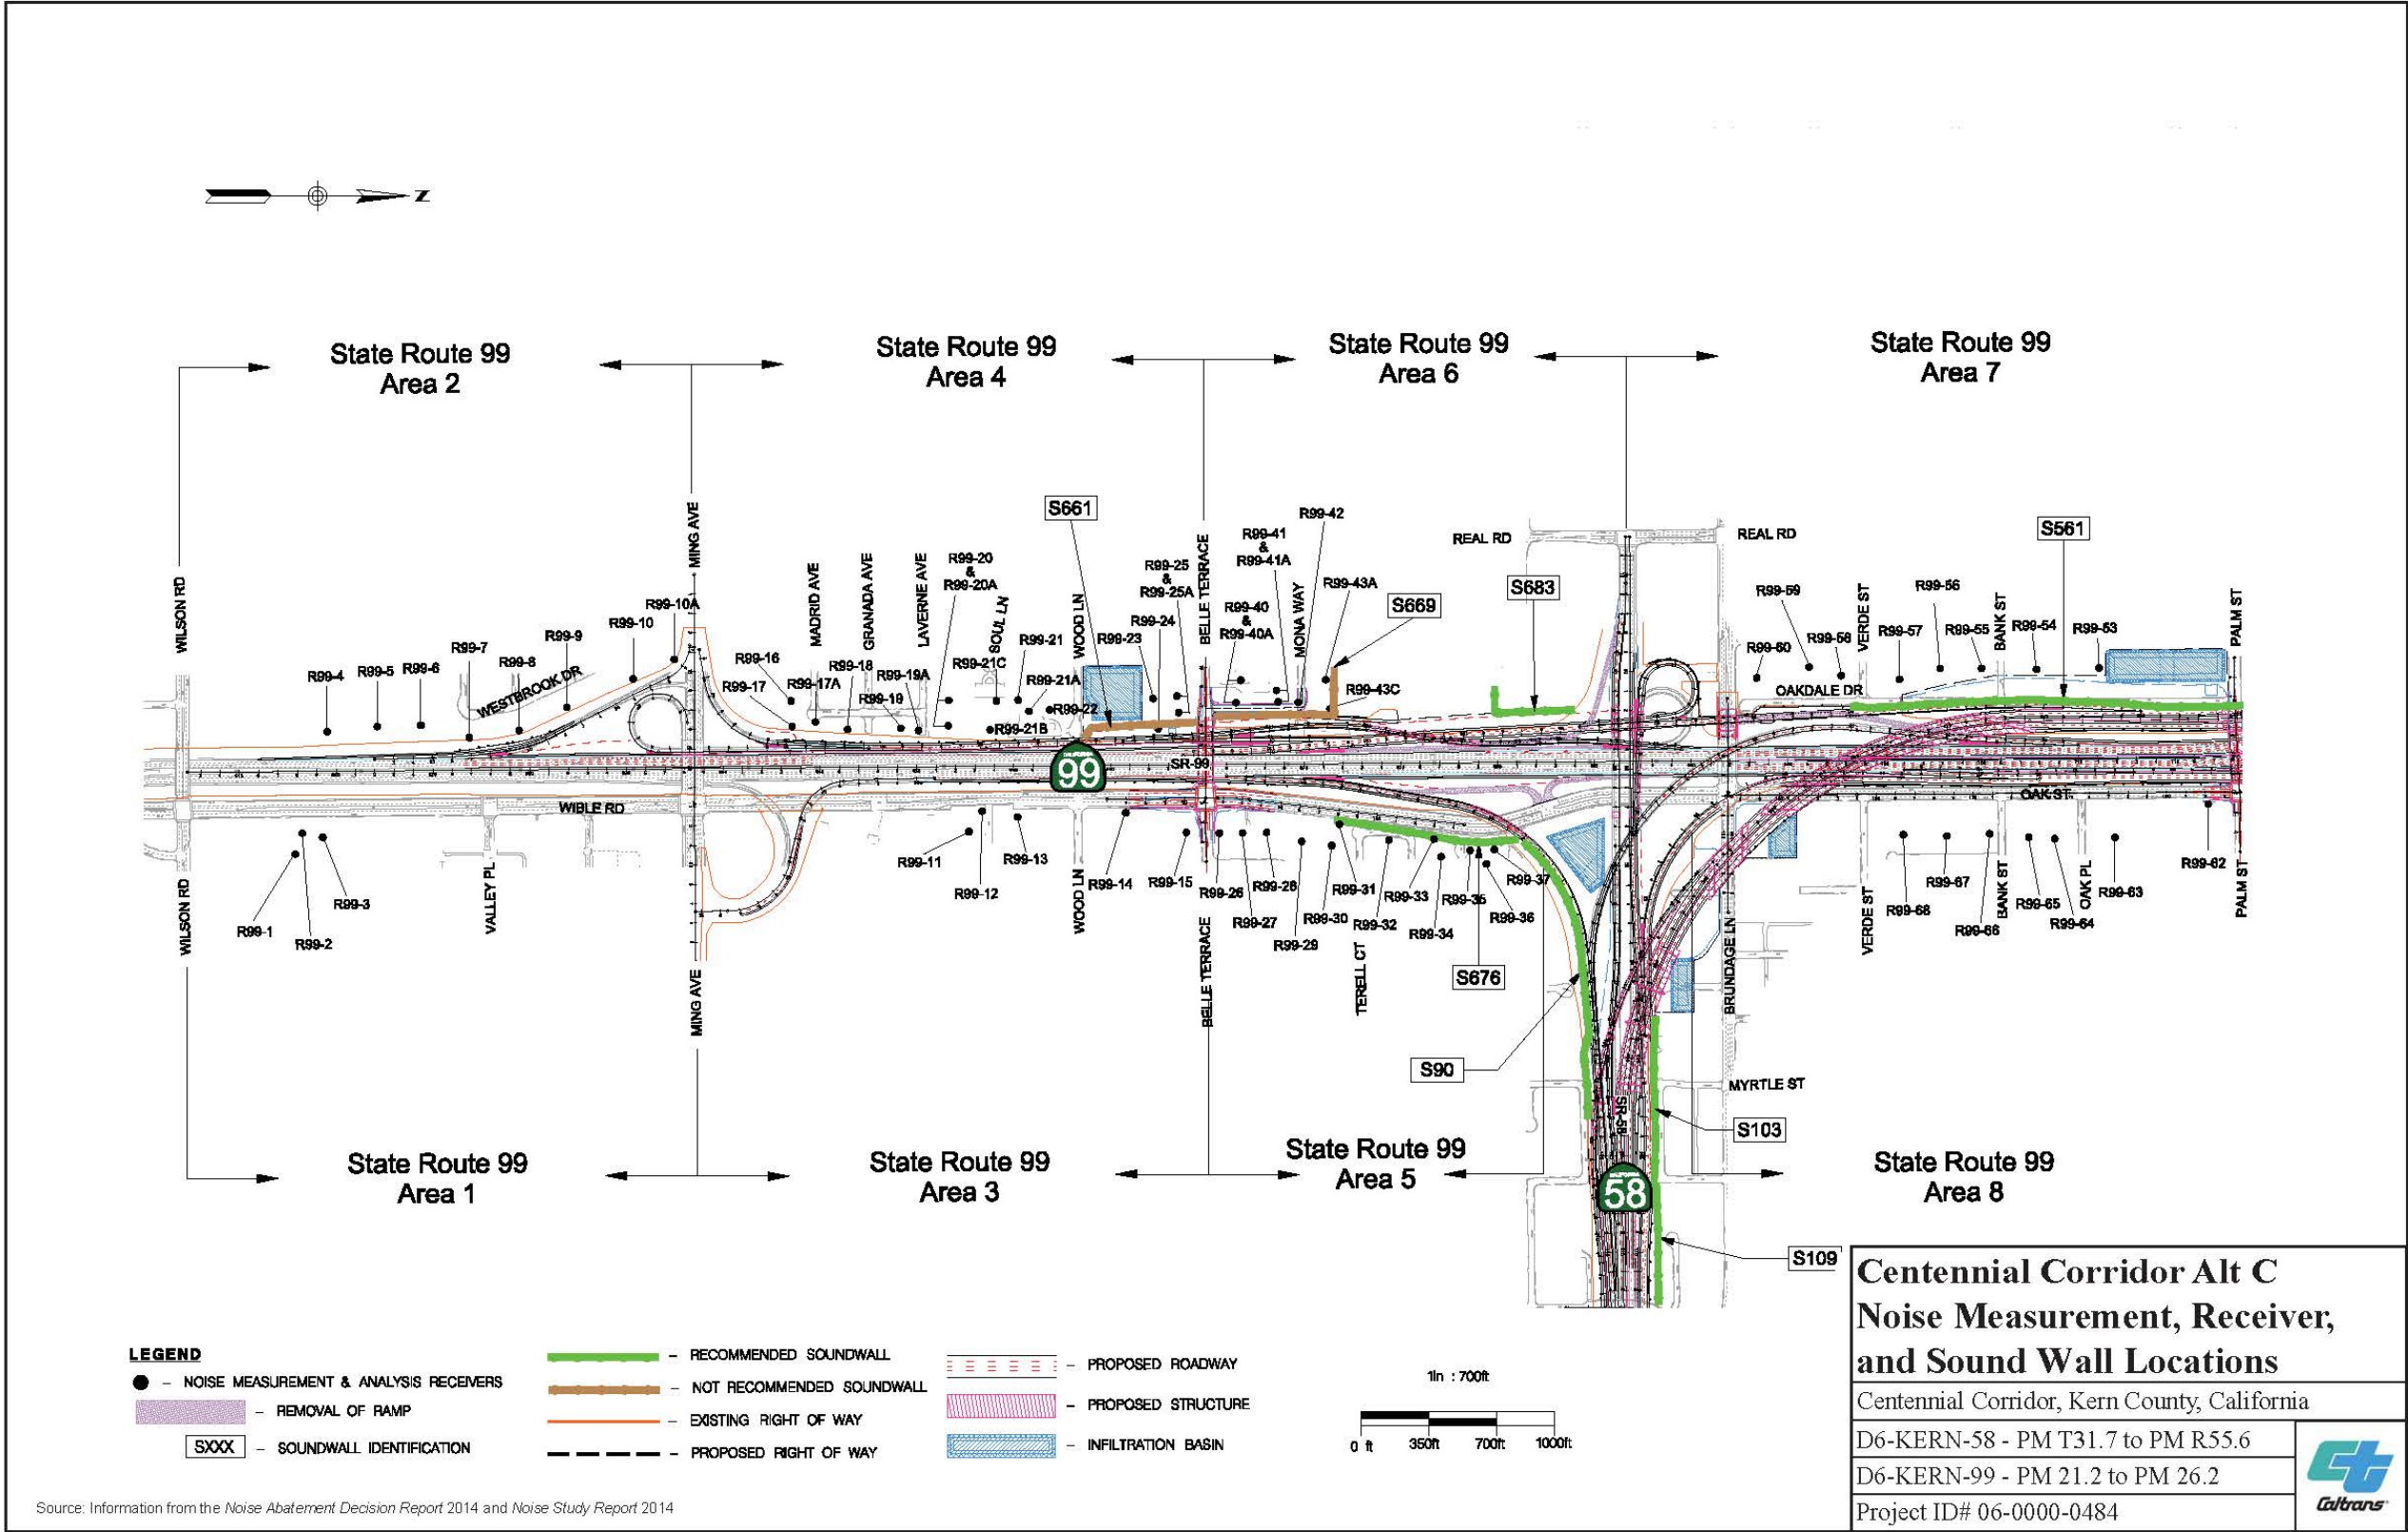 Z
State Route 99
Area 2
State Route 99
Area 4
State Route 99
Area 6
State Route 99
Area 7
S661
S669
S683
S561
WILSON RD
MING AVE
MADRID AVE
GRANADA AVE
LAVERNE AVE
SOUL LN
WOOD LN
BELLE TERRACE
MONA WAY
REAL RD
REAL RD
VERDE ST
BANK ST
PALM ST
WESTBROOK DR
OAKDALE DR
R99-4
R99-5
R99-6
R99-7
R99-8
R99-9
R99-10
R99-10A
R99-16
R99-17
R99-17A
R99-18
R99-19
R99-19A
R99-20
&
R99-20A
R99-21C
R99-21
R99-21A
R99-22
R99-21B
R99-23
R99-24
R99-25
&
R99-25A
R99-40
&
R99-40A
R99-41
&
R99-41A
R99-42
R99-43A
R99-43C
R99-59
R99-60
R99-58
R99-57
R99-56
R99-55
R99-54
R99-53
99
SR-99
WIBLE RD
OAK ST
R99-1
R99-2
R99-3
R99-11
R99-12
R99-13
R99-14
R99-15
R99-26
R99-27
R99-28
R99-29
R99-30
R99-31
R99-32
R99-33
R99-34
R99-35
R99-36
R99-37
R99-68
R99-67
R99-66
R99-65
R99-64
R99-63
R99-62
WILSON RD
VALLEY PL
MING AVE
WOOD LN
BELLE TERRACE
TERELL CT
BRUNDAGE LN
VERDE ST
BANK ST
OAK PL
PALM ST
S676
S90
MYRTLE ST
SR-58
S103
58
S109
State Route 99
Area 1
State Route 99
Area 3
State Route 99
Area 5
State Route 99
Area 8
LEGEND
– NOISE MEASUREMENT & ANALYSIS RECEIVERS
– REMOVAL OF RAMP
SXXX – SOUNDWALL IDENTIFICATION
– RECOMMENDED SOUNDWALL
– NOT RECOMMENDED SOUNDWALL
– EXISTING RIGHT OF WAY
– PROPOSED RIGHT OF WAY
– PROPOSED ROADWAY
– PROPOSED STRUCTURE
– INFILTRATION BASIN
1in : 700ft
0 ft 350ft 700ft 1000ft
Centennial Corridor Alt C
Noise Measurement, Receiver,
and Sound Wall Locations
Centennial Corridor, Kern County, California
D6-KERN-58 - PM T31.7 to PM R55.6
D6-KERN-99 - PM 21.2 to PM 26.2
Project ID# 06-0000-0484
Caltrans
Source: Information from the Noise Abatement Decision Report 2014 and Noise Study Report 2014